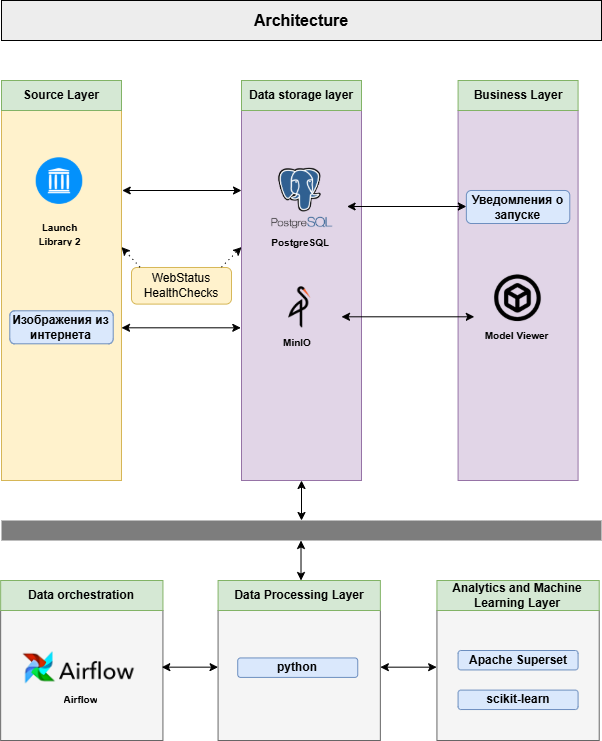 Architecture
Source Layer
Data storage layer
Business Layer
Launch
Library 2
PostgreSQL
PostgreSQL
Уведомления о
запуске
WebStatus
HealthChecks
Изображения из
интернета
MinIO
Model Viewer
Data orchestration
Data Processing Layer
Analytics and Machine
Learning Layer
Airflow
Airflow
python
Apache Superset
scikit-learn